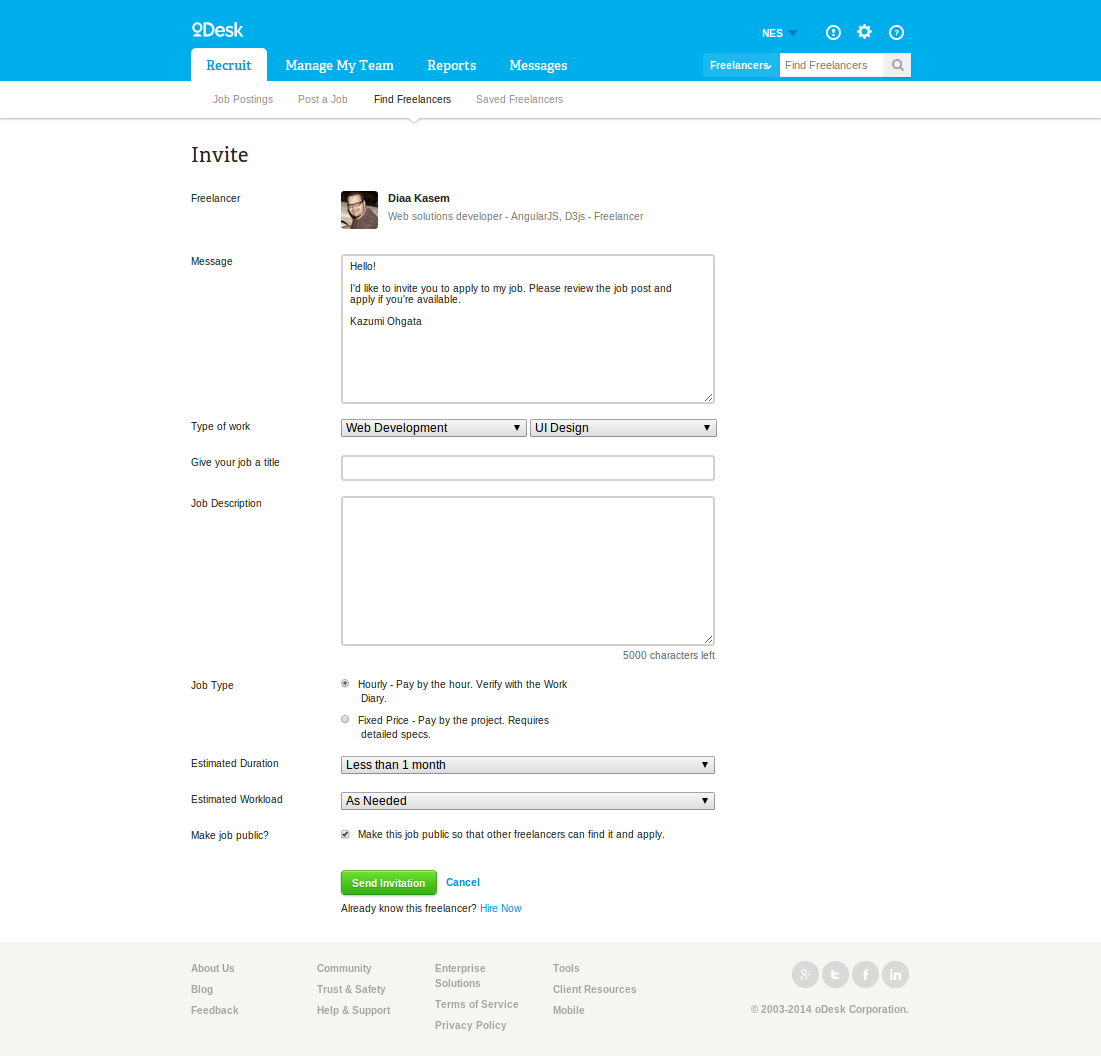 oDesk
NES
Recruit
Manage My Team
Reports
Messages
Freelancers
Find Freelancers
Job Postings
Post a Job
Find Freelancers
Saved Freelancers
Invite
Freelancer
Diaa Kasem
Web solutions developer - AngularJS, D3js - Freelancer
Message
Hello!
I'd like to invite you to apply to my job. Please review the job post and
apply if you're available.
Kazumi Ohgata
Type of work
Web Development
UI Design
Give your job a title
Job Description
5000 characters left
Job Type
Hourly - Pay by the hour. Verify with the Work
Diary.
Fixed Price - Pay by the project. Requires
detailed specs.
Estimated Duration
Less than 1 month
Estimated Workload
As Needed
Make job public?
Make this job public so that other freelancers can find it and apply.
Send Invitation
Cancel
Already know this freelancer? Hire Now
About Us
Blog
Feedback
Community
Trust & Safety
Help & Support
Enterprise
Solutions
Terms of Service
Privacy Policy
Tools
Client Resources
Mobile
© 2003-2014 oDesk Corporation.